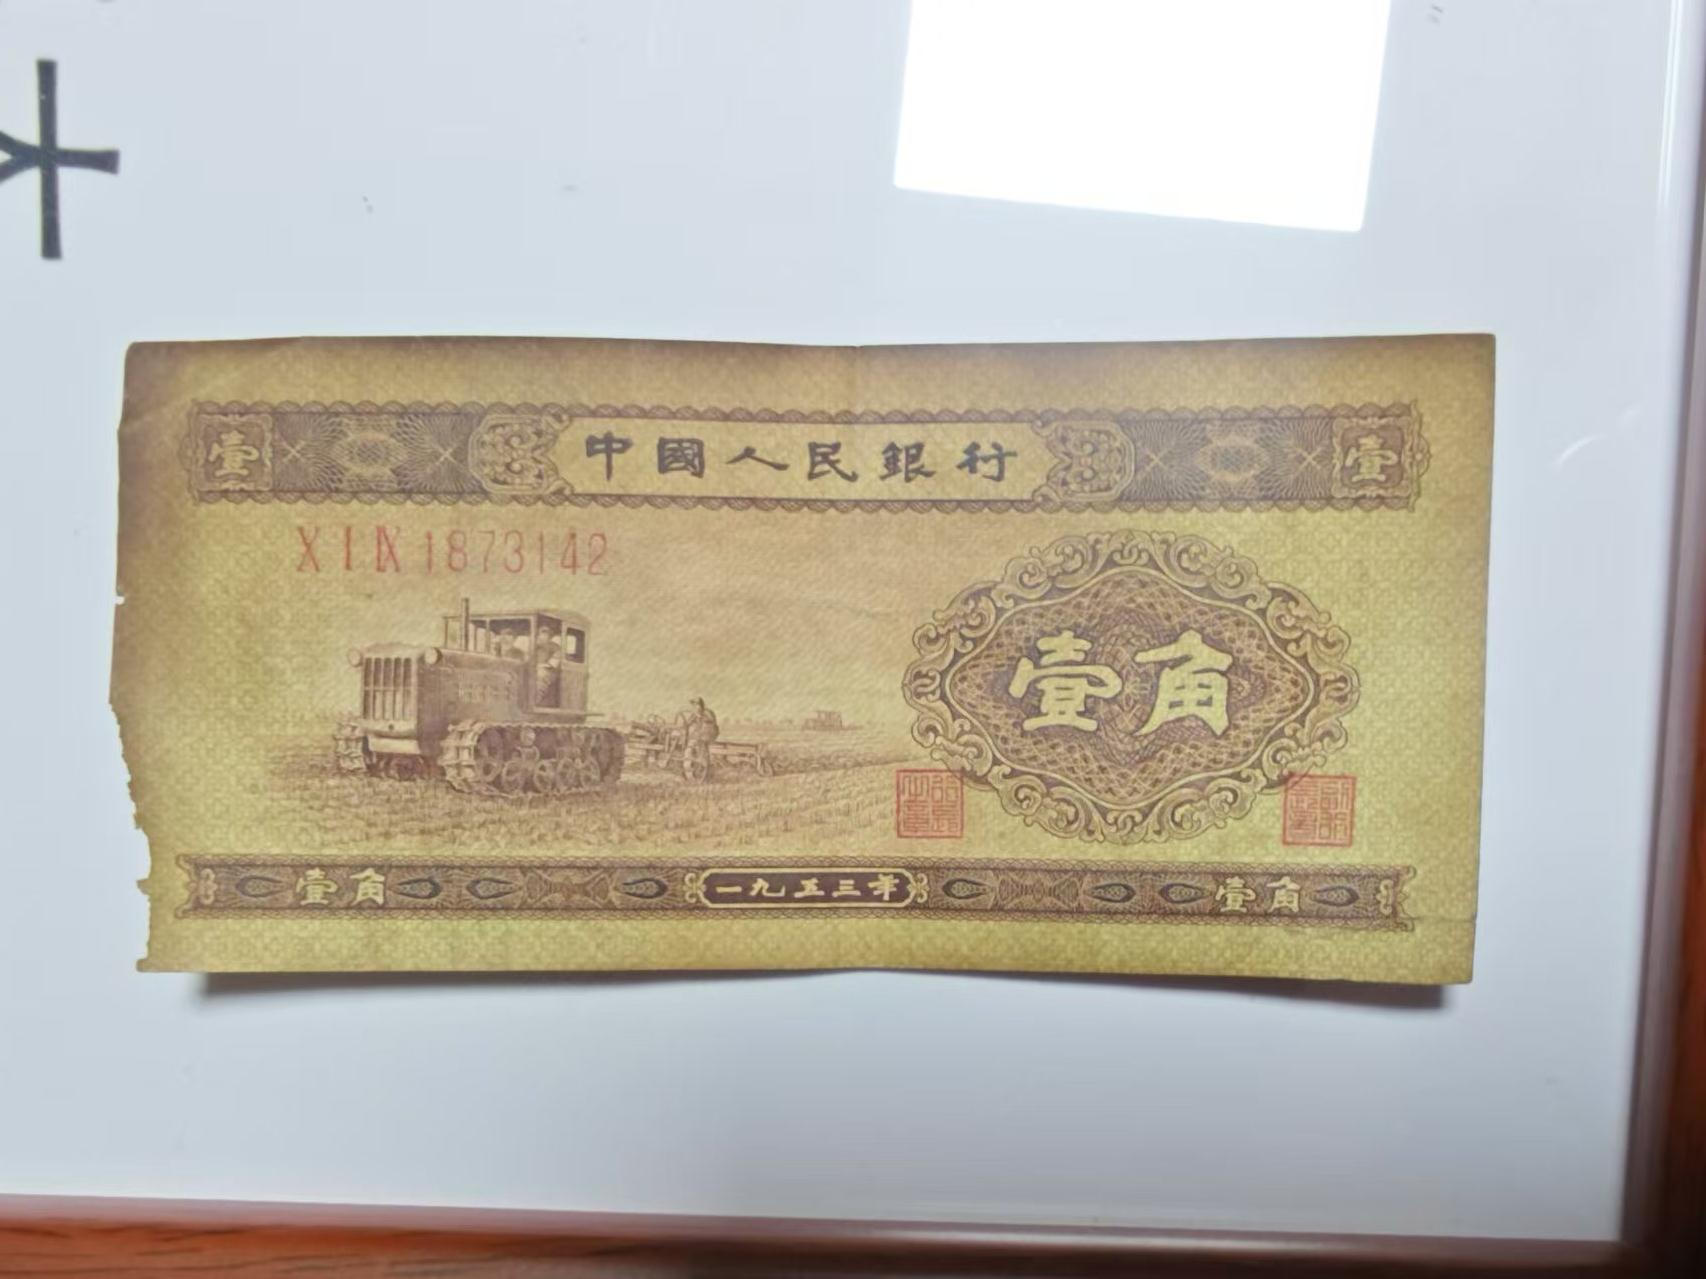 壹 中國人民銀行 壹
X I IX 1873142
壹角
壹角 一九五三年 壹角